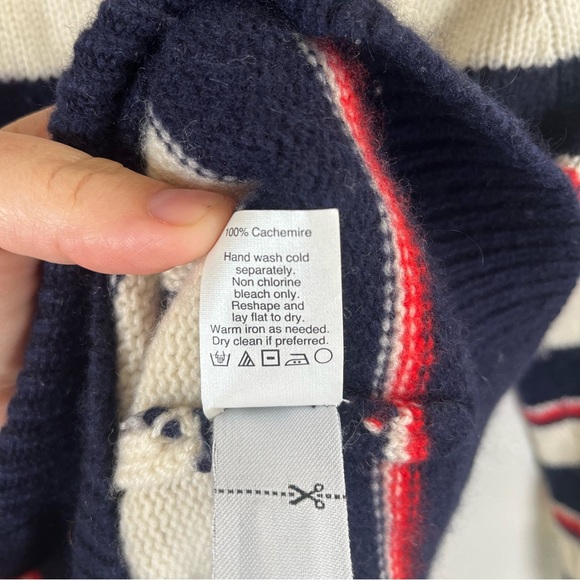 100% Cachemire
Hand wash cold
separately.
Non chlorine
bleach only.
Reshape and
lay flat to dry.
Warm iron as needed.
Dry clean if preferred.